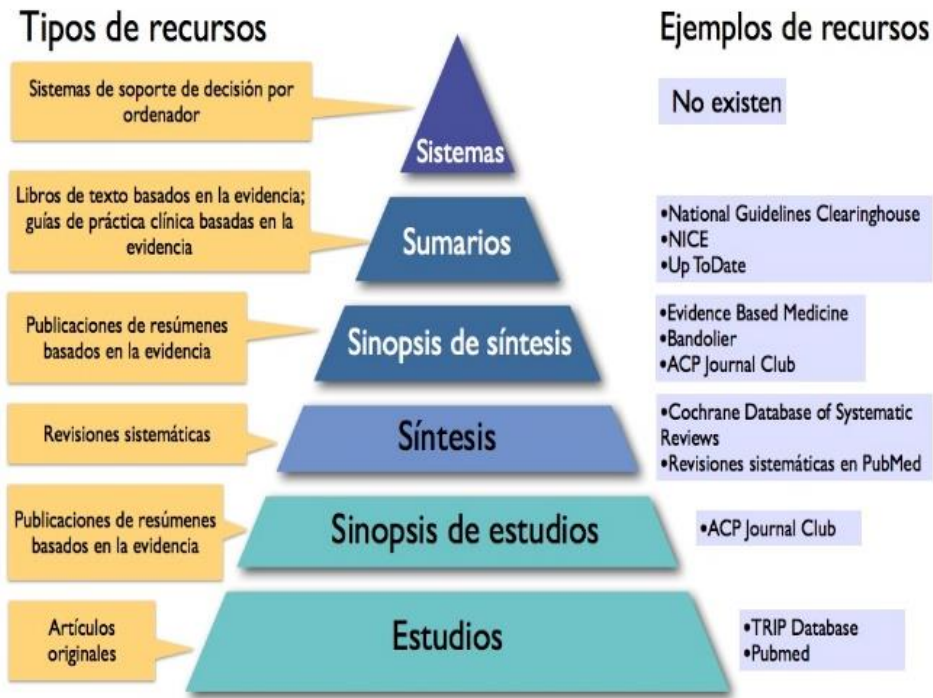 Tipos de recursos
Ejemplos de recursos
Sistemas de soporte de decisión por
ordenador
Sistemas
No existen
Libros de texto basados en la evidencia;
guías de práctica clínica basadas en la
evidencia
Sumarios
•National Guidelines Clearinghouse
•NICE
•Up ToDate
Publicaciones de resúmenes
basados en la evidencia
Sinopsis de síntesis
•Evidence Based Medicine
•Bandolier
•ACP Journal Club
Revisiones sistemáticas
Síntesis
•Cochrane Database of Systematic
Reviews
•Revisiones sistemáticas en PubMed
Publicaciones de resúmenes
basados en la evidencia
Sinopsis de estudios
•ACP Journal Club
Artículos
originales
Estudios
•TRIP Database
•Pubmed